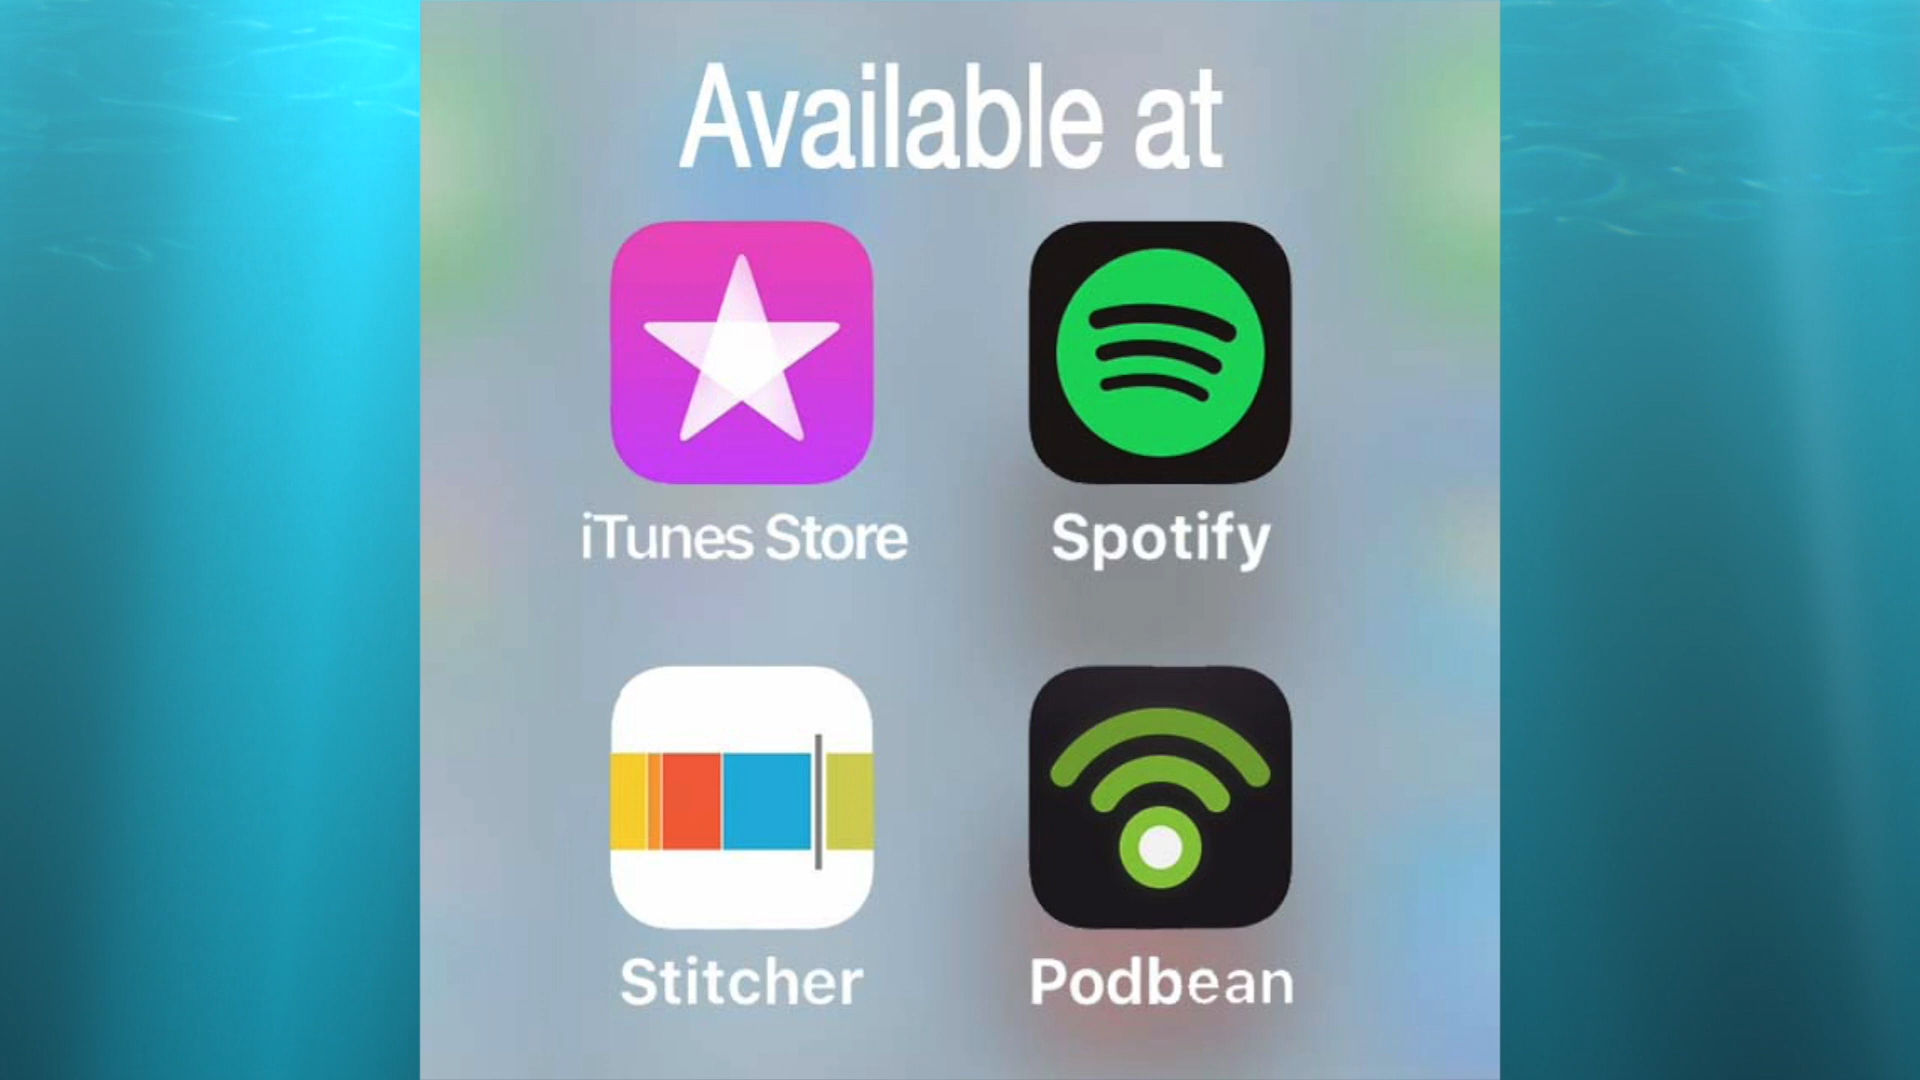 Available at
iTunes Store
Spotify
Stitcher
Podbean